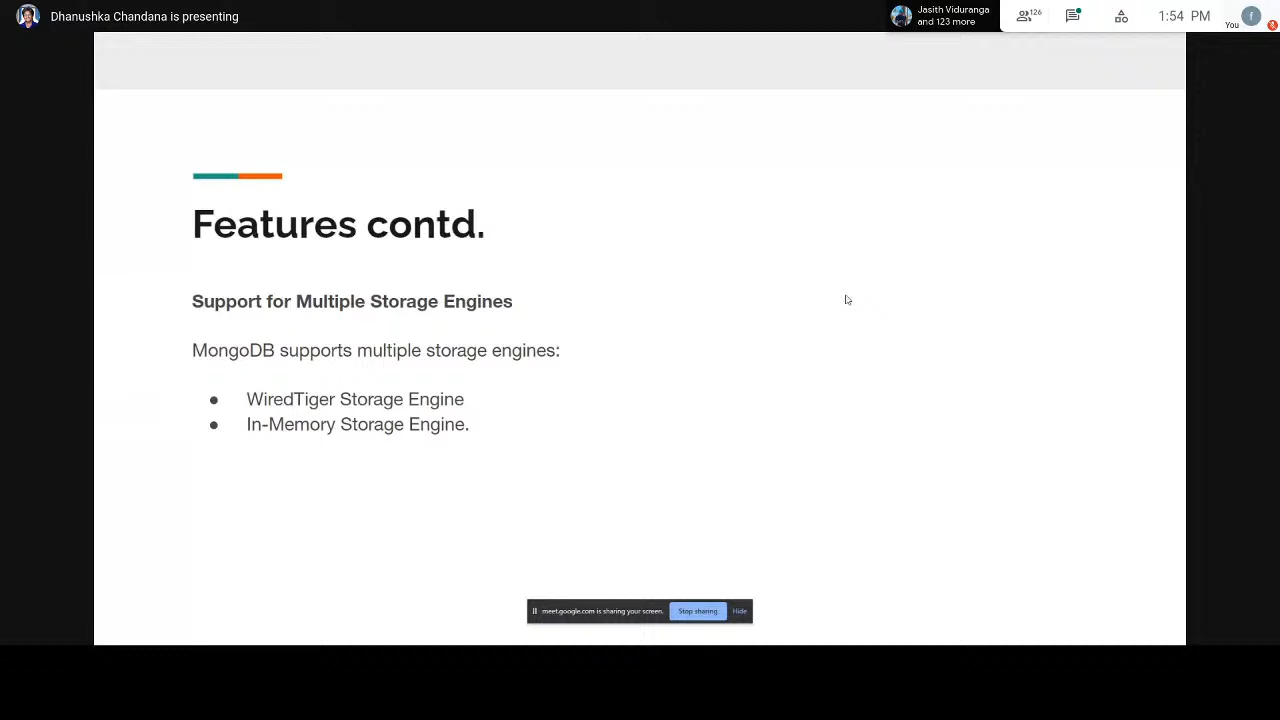 Dhanushka Chandana is presenting
Jasith Viduranga
and 123 more
126
1:54 PM
You
f
Features contd.
Support for Multiple Storage Engines
MongoDB supports multiple storage engines:
● WiredTiger Storage Engine
● In-Memory Storage Engine.
meet.google.com is sharing your screen. Stop sharing Hide